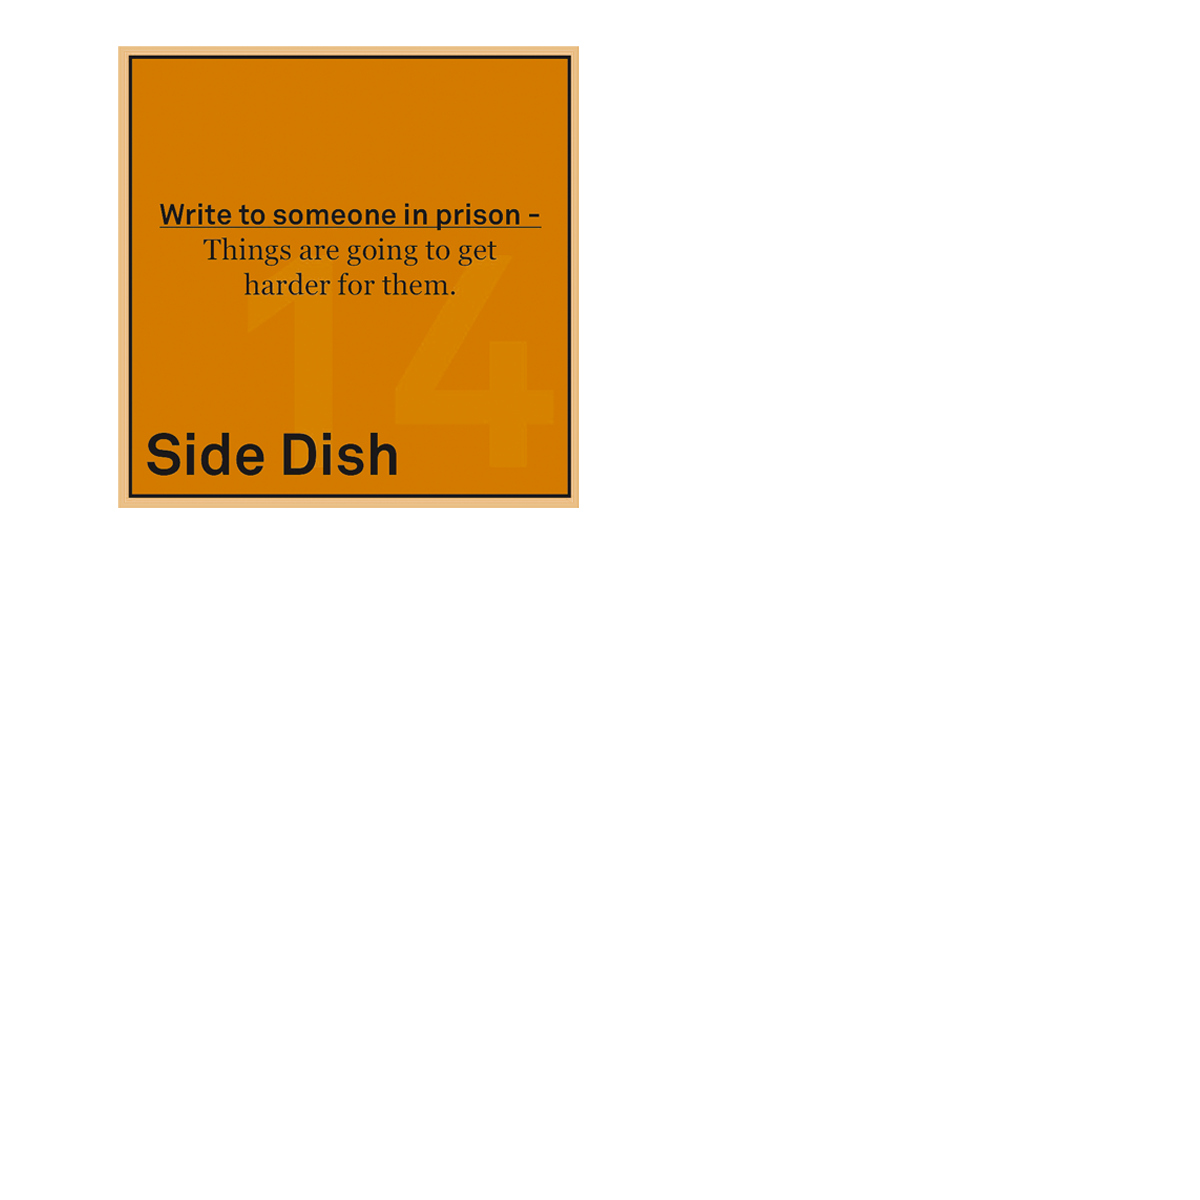 Write to someone in prison -
Things are going to get
harder for them.
14
Side Dish